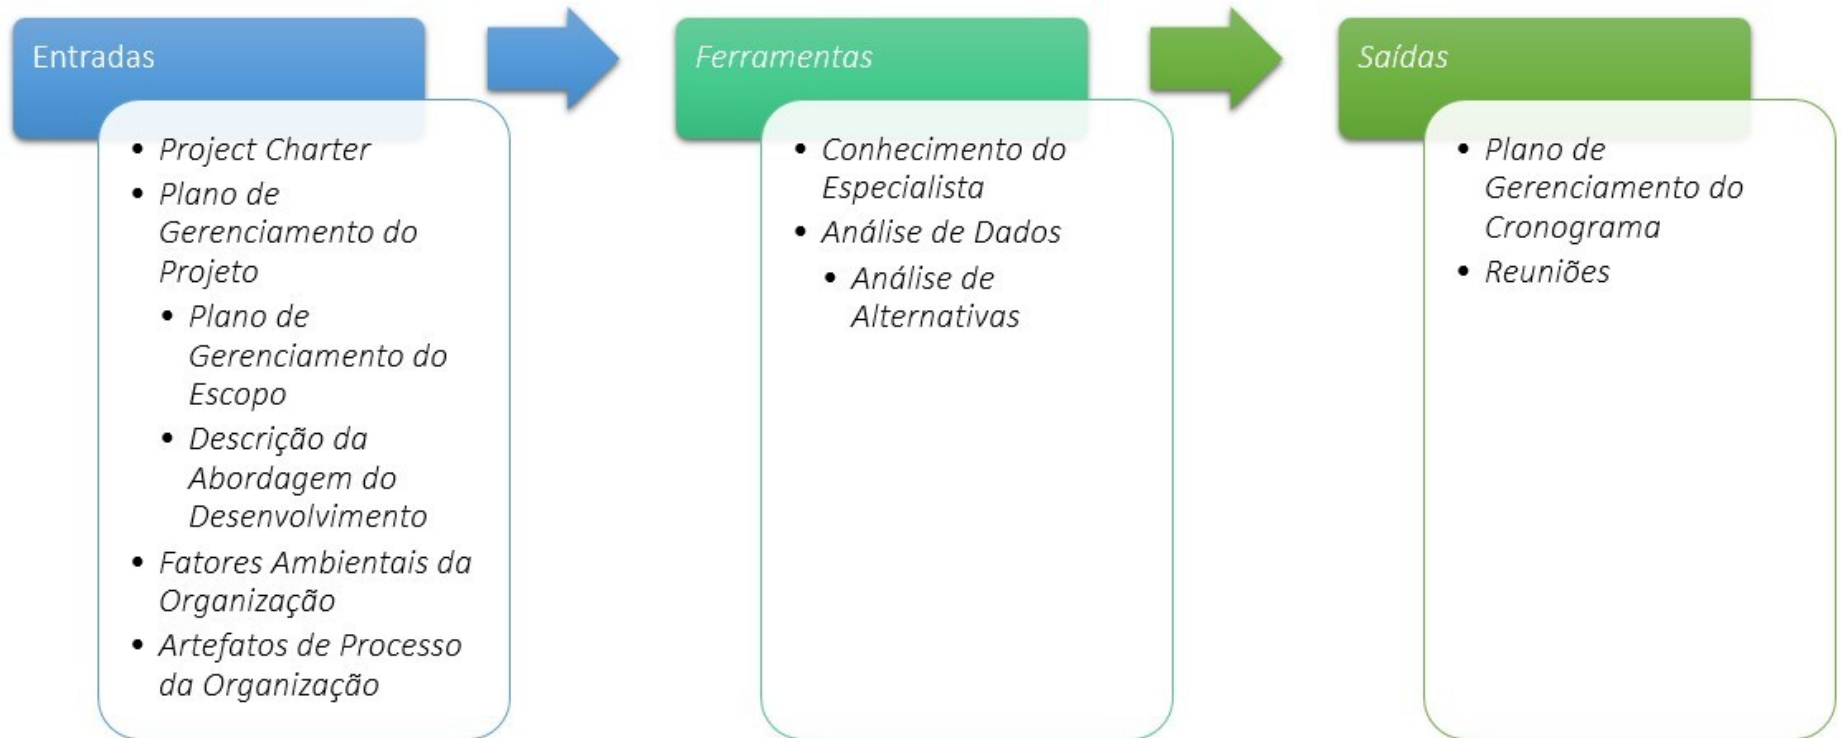 Entradas
• Project Charter
• Plano de
Gerenciamento do
Projeto
• Plano de
Gerenciamento do
Escopo
• Descrição da
Abordagem do
Desenvolvimento
• Fatores Ambientais da
Organização
• Artefatos de Processo
da Organização
Ferramentas
• Conhecimento do
Especialista
• Análise de Dados
• Análise de
Alternativas
Saídas
• Plano de
Gerenciamento do
Cronograma
• Reuniões